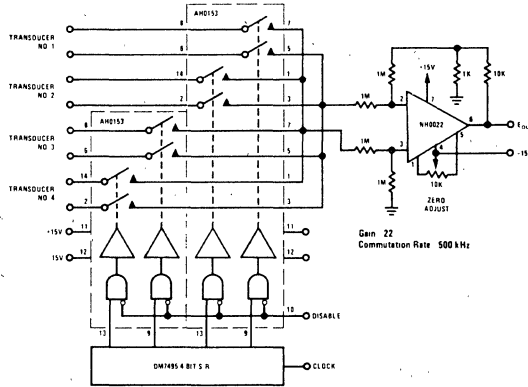 AH0153
TRANSDUCER
NO 1
8
7
6
5
TRANSDUCER
NO 2
14
1
2
3
AH0153
TRANSDUCER
NO 3
8
7
6
5
TRANSDUCER
NO 4
14
1
2
3
+15V 11
15V 12
11
12
10 DISABLE
13 9 13 9
DM7495 4 BIT S R
CLOCK
1M
1M
1M
1M
1K
10K
-15V
7
2
3
NH0022
6
5
4
1
10K
ZERO
ADJUST
-15
Gain 22
Commutation Rate 500 kHz